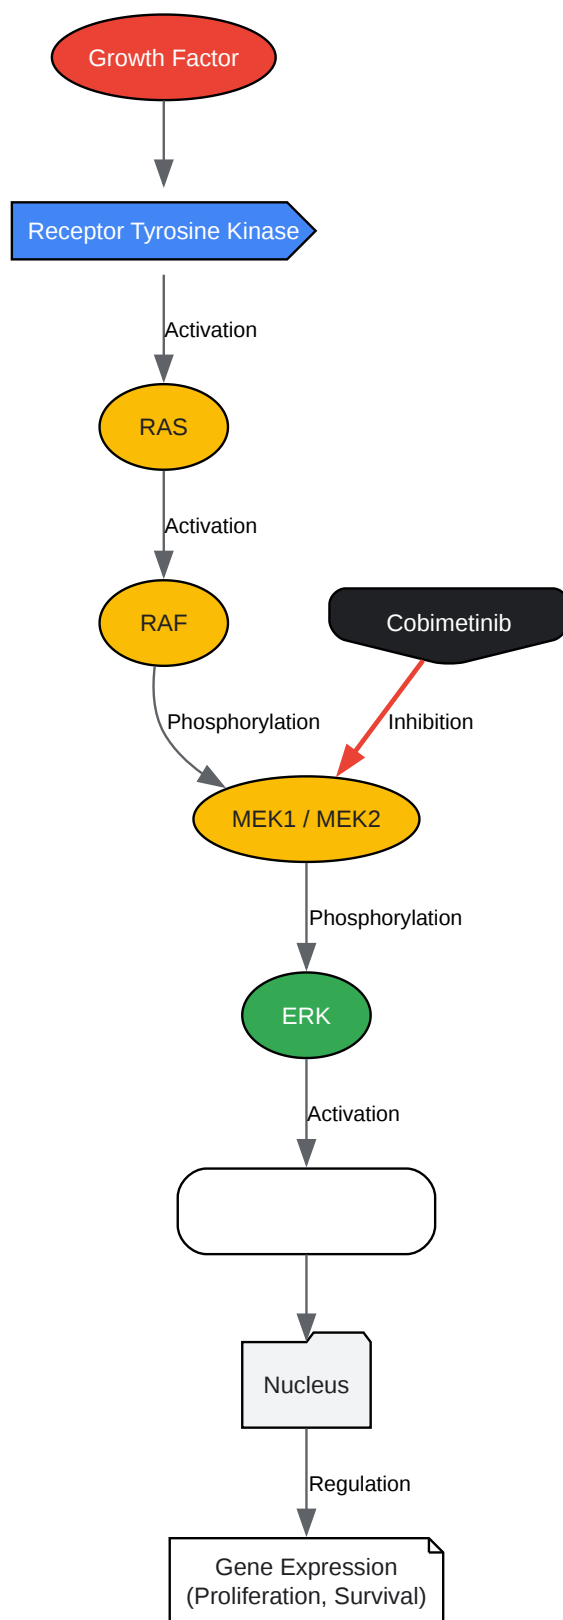 Growth Factor
Receptor Tyrosine Kinase
Activation
RAS
Activation
RAF
Cobimetinib
Phosphorylation
Inhibition
MEK1 / MEK2
Phosphorylation
ERK
Activation
Nucleus
Regulation
Gene Expression
(Proliferation, Survival)